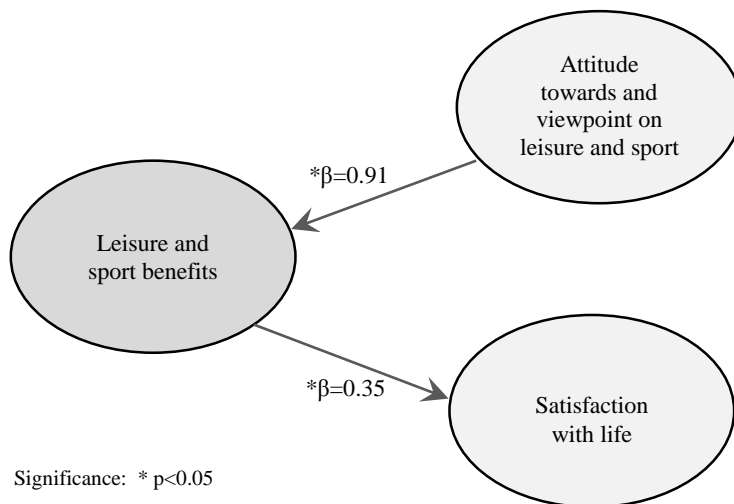 Attitude
towards and
viewpoint on
leisure and sport
*β=0.91
Leisure and
sport benefits
*β=0.35
Satisfaction
with life
Significance: * p<0.05